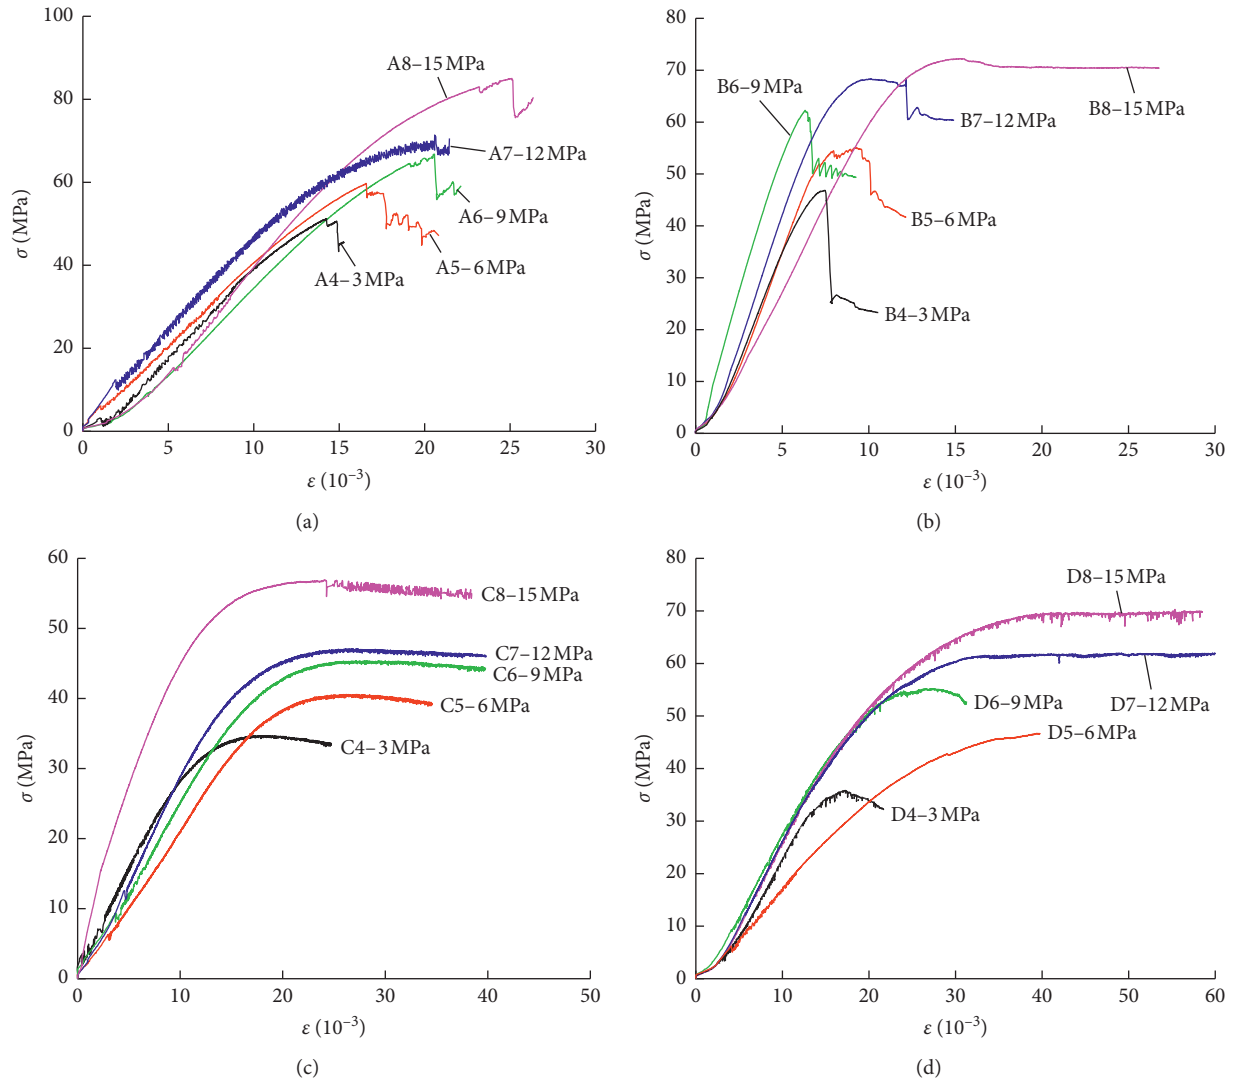 100
80
60
40
20
0
σ (MPa)
A8–15 MPa
A7–12 MPa
A6–9 MPa
A5–6 MPa
A4–3 MPa
0 5 10 15 20 25 30
ε (10⁻³)
(a)
80
70
60
50
40
30
20
10
0
σ (MPa)
B6–9 MPa
B8–15 MPa
B7–12 MPa
B5–6 MPa
B4–3 MPa
0 5 10 15 20 25 30
ε (10⁻³)
(b)
60
50
40
30
20
10
0
σ (MPa)
C8–15 MPa
C7–12 MPa
C6–9 MPa
C5–6 MPa
C4–3 MPa
0 10 20 30 40 50
ε (10⁻³)
(c)
80
70
60
50
40
30
20
10
0
σ (MPa)
D8–15 MPa
D6–9 MPa
D7–12 MPa
D5–6 MPa
D4–3 MPa
0 10 20 30 40 50 60
ε (10⁻³)
(d)